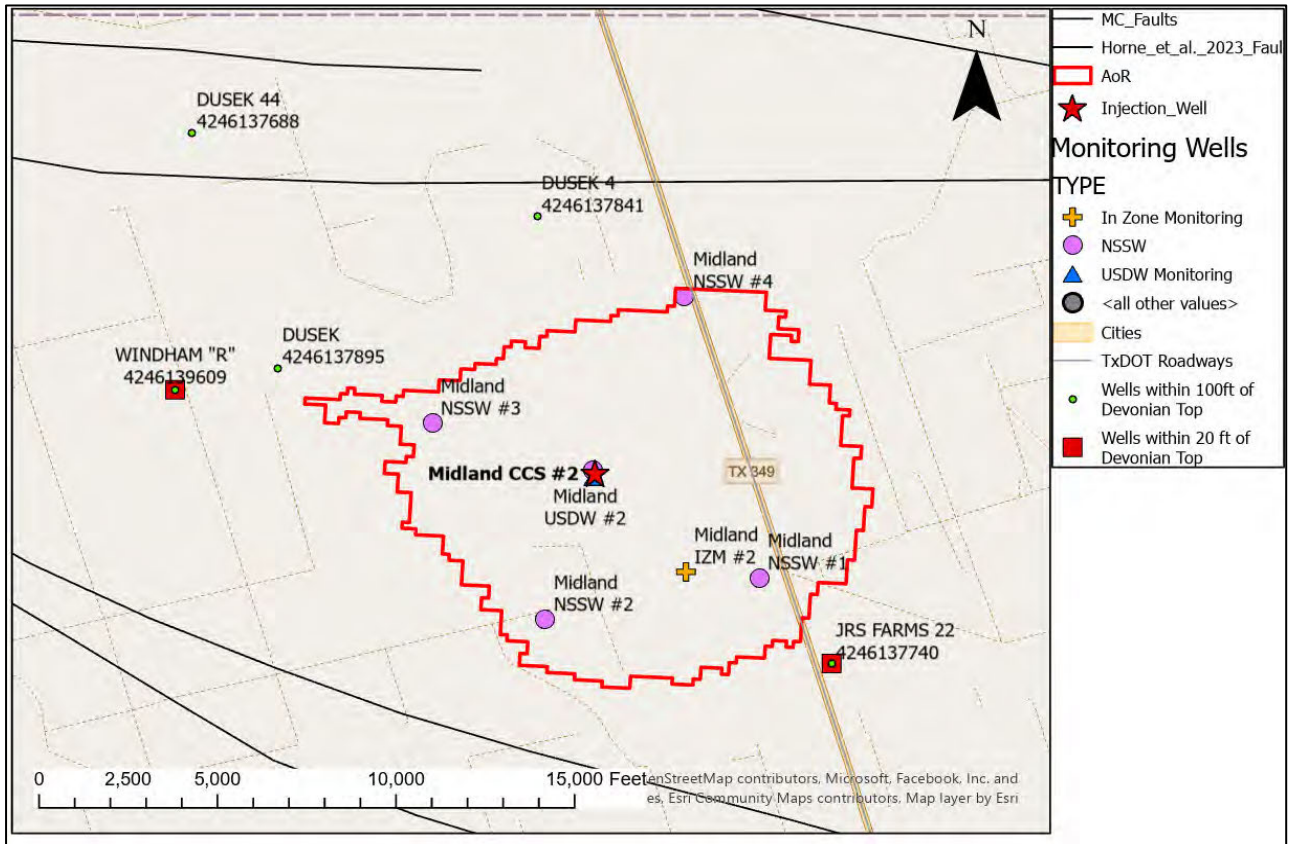 N
DUSEK 44
4246137688
DUSEK 4
4246137841
Midland
NSSW #4
DUSEK
4246137895
WINDHAM "R"
4246139609
Midland
NSSW #3
Midland CCS #2
Midland
USDW #2
TX 349
Midland
IZM #2
Midland
NSSW #1
Midland
NSSW #2
JRS FARMS 22
4246137740
0 2,500 5,000 10,000 15,000 Feet
enStreetMap contributors, Microsoft, Facebook, Inc. and
es, Esri Community Maps contributors, Map layer by Esri
MC_Faults
Horne_et_al._2023_Faul
AoR
Injection_Well
Monitoring Wells
TYPE
In Zone Monitoring
NSSW
USDW Monitoring
<all other values>
Cities
TxDOT Roadways
Wells within 100ft of
Devonian Top
Wells within 20 ft of
Devonian Top